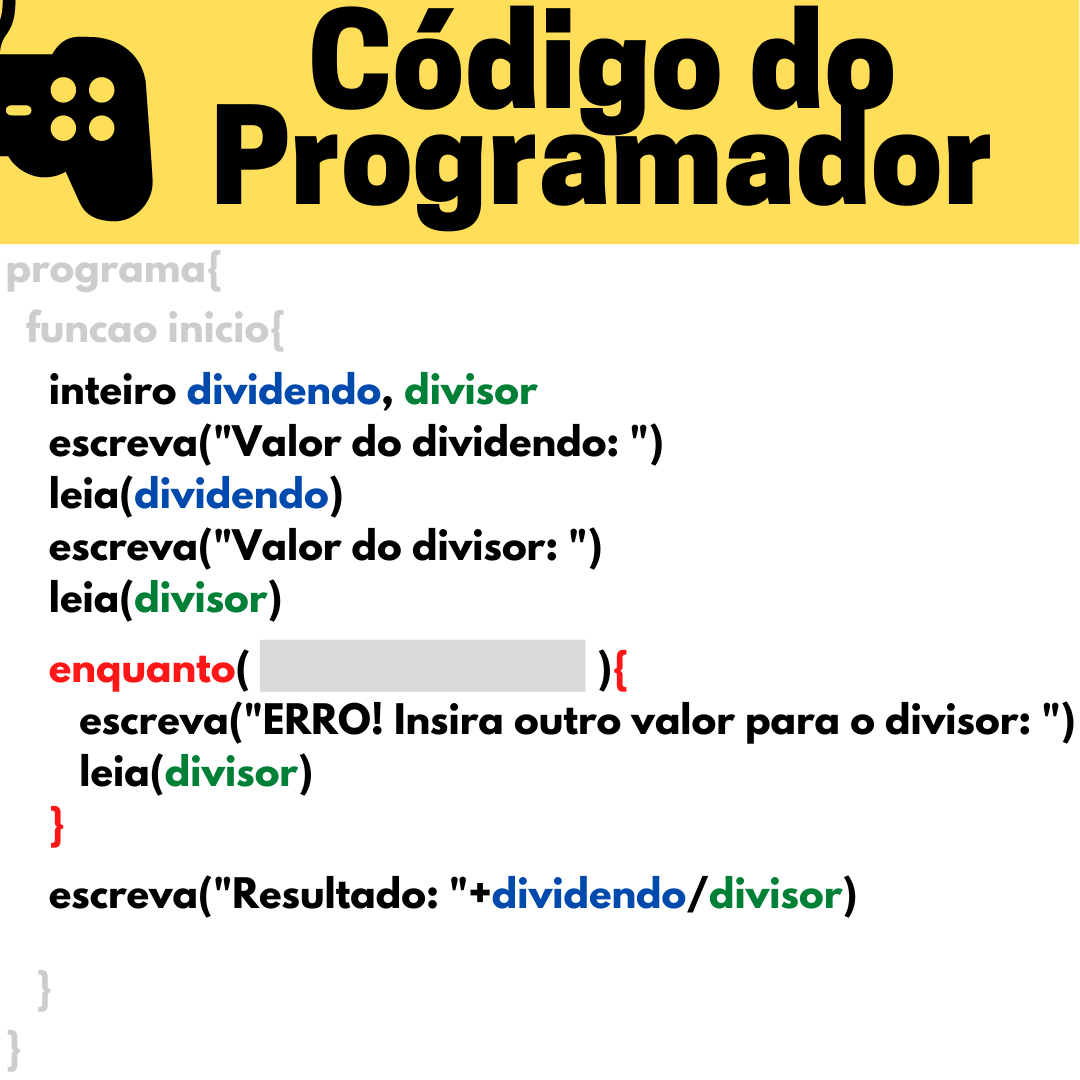 Código do
Programador
programa{
funcao inicio{
inteiro dividendo, divisor
escreva("Valor do dividendo: ")
leia(dividendo)
escreva("Valor do divisor: ")
leia(divisor)
enquanto( ){
escreva("ERRO! Insira outro valor para o divisor: ")
leia(divisor)
}
escreva("Resultado: "+dividendo/divisor)
}
}